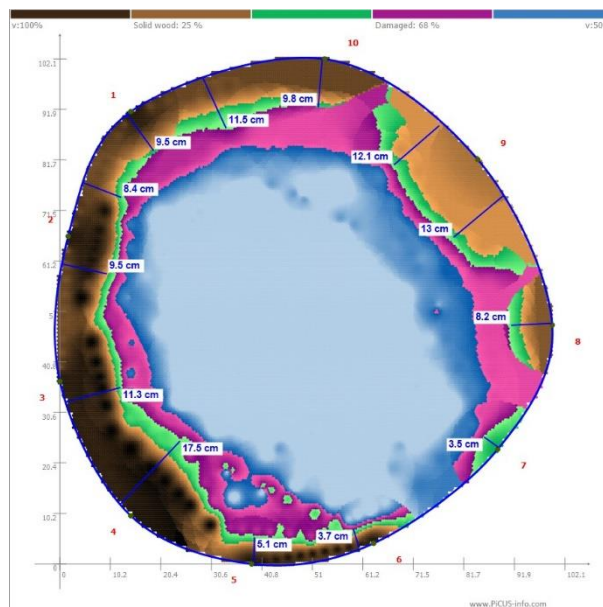 v:100% Solid wood: 25 % Damaged: 68 % v:50
102.1
10
1
91.8
9.8 cm
11.5 cm
9
9.5 cm
12.1 cm
81.7
8.4 cm
71.5
2
13 cm
61.2
9.5 cm
8.2 cm
5
8
40.8
11.3 cm
3
30.6
17.5 cm
3.5 cm
7
20.4
4
10.2
3.7 cm
5.1 cm
6
0
5
0 10.2 20.4 30.6 40.8 51 61.2 71.5 81.7 91.9 102.1
www.PiCUS-info.com